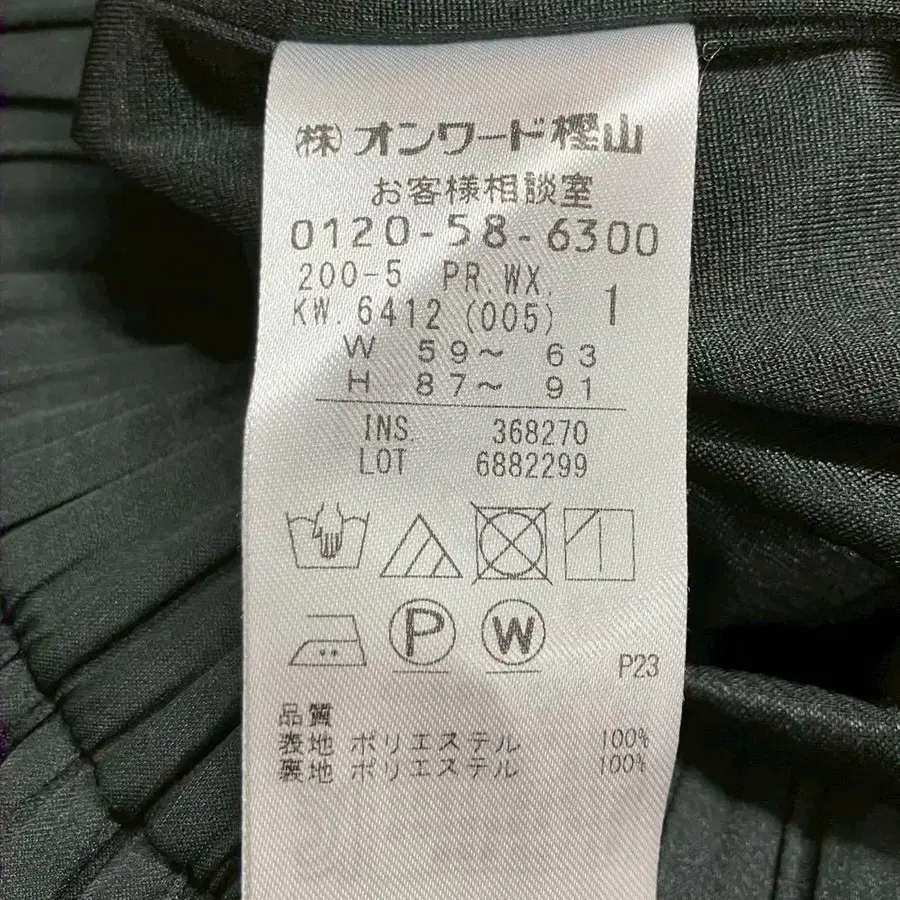 ㈱オンワード樫山
お客様相談室
0120-58-6300
200-5 PR.WX.
KW.6412(005) 1
W 59〜 63
H 87〜 91
INS. 368270
LOT 6882299
P
W
P23
品質
表地 ポリエステル 100%
裏地 ポリエステル 100%